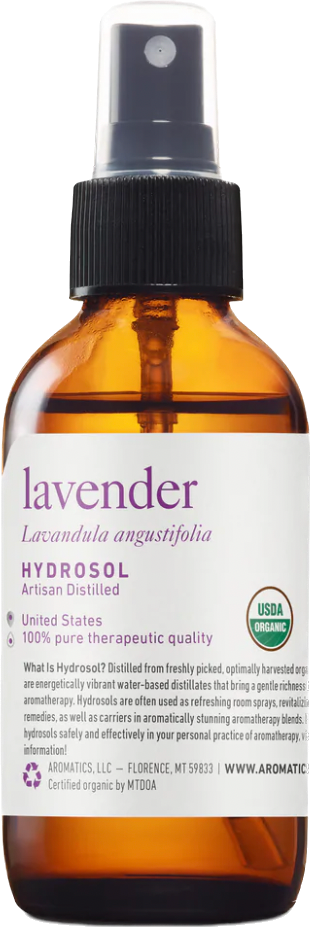 lavender
Lavandula angustifolia
HYDROSOL
Artisan Distilled
United States
100% pure therapeutic quality
USDA
ORGANIC
What Is Hydrosol? Distilled from freshly picked, optimally harvested
are energetically vibrant water-based distillates that bring a gentle richness
aromatherapy. Hydrosols are often used as refreshing room sprays,
remedies, as well as carriers in aromatically stunning aromatherapy blends.
hydrosols safely and effectively in your personal practice of aromatherapy,
information!
AROMATICS, LLC — FLORENCE, MT 59833 | WWW.AROMATIC
Certified organic by MTDOA